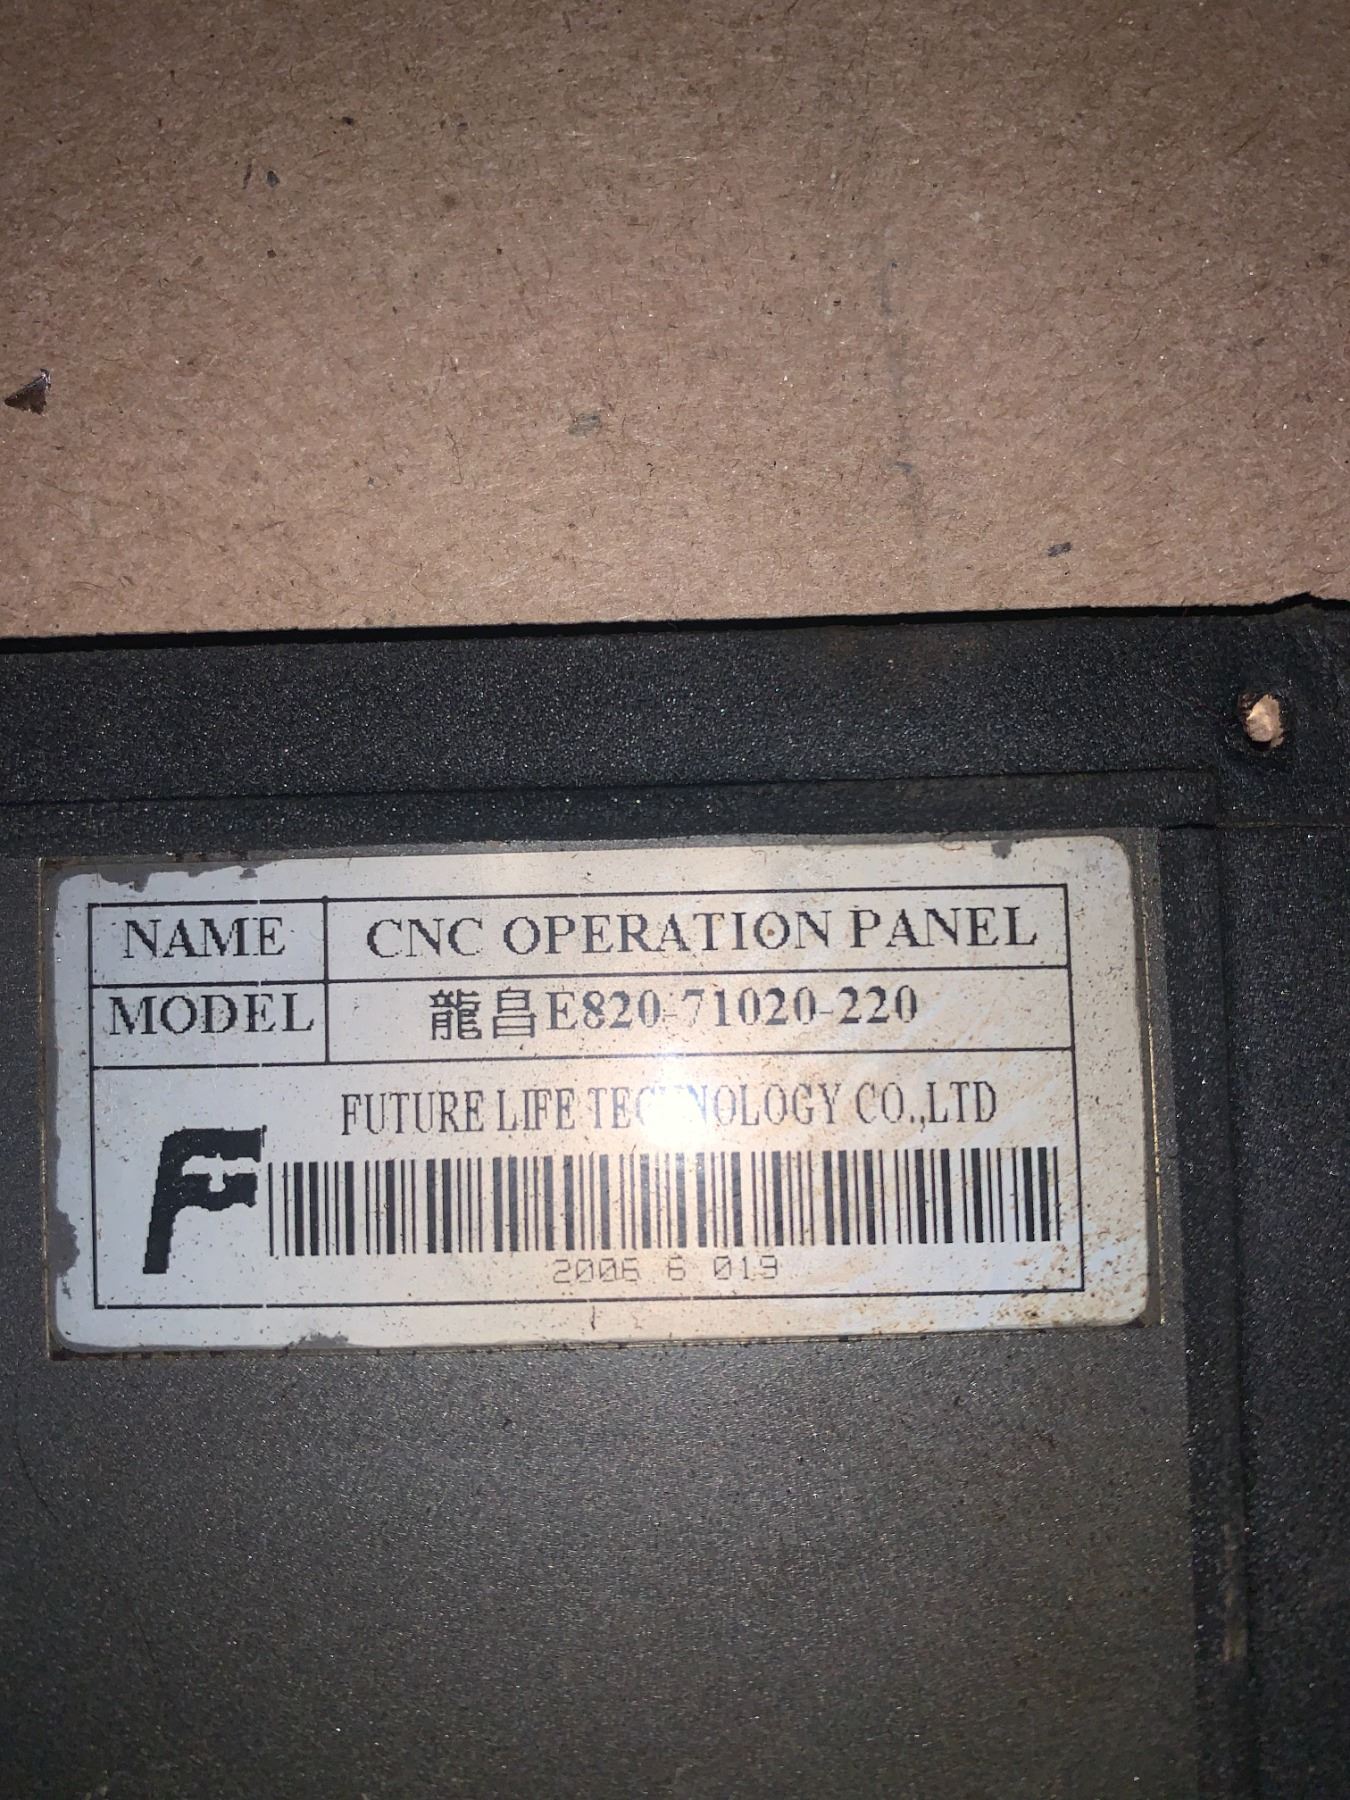 NAME CNC OPERATION PANEL
MODEL 龍昌E820-71020-220
FUTURE LIFE TECHNOLOGY CO.,LTD
F
2006 6 019